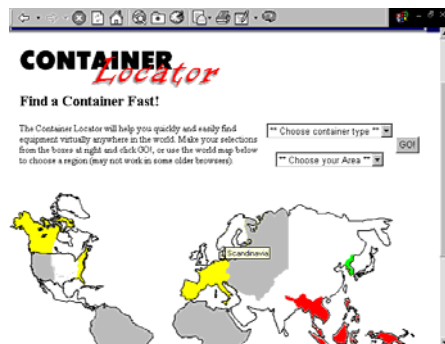 CONTAINER
Locator
Find a Container Fast!
The Container Locator will help you quickly and easily find
equipment virtually anywhere in the world. Make your selections
from the boxes at right and click GO!, or use the world map below
to choose a region (may not work in some older browsers).
** Choose container type **
GO!
** Choose your Area **
Scandinavia